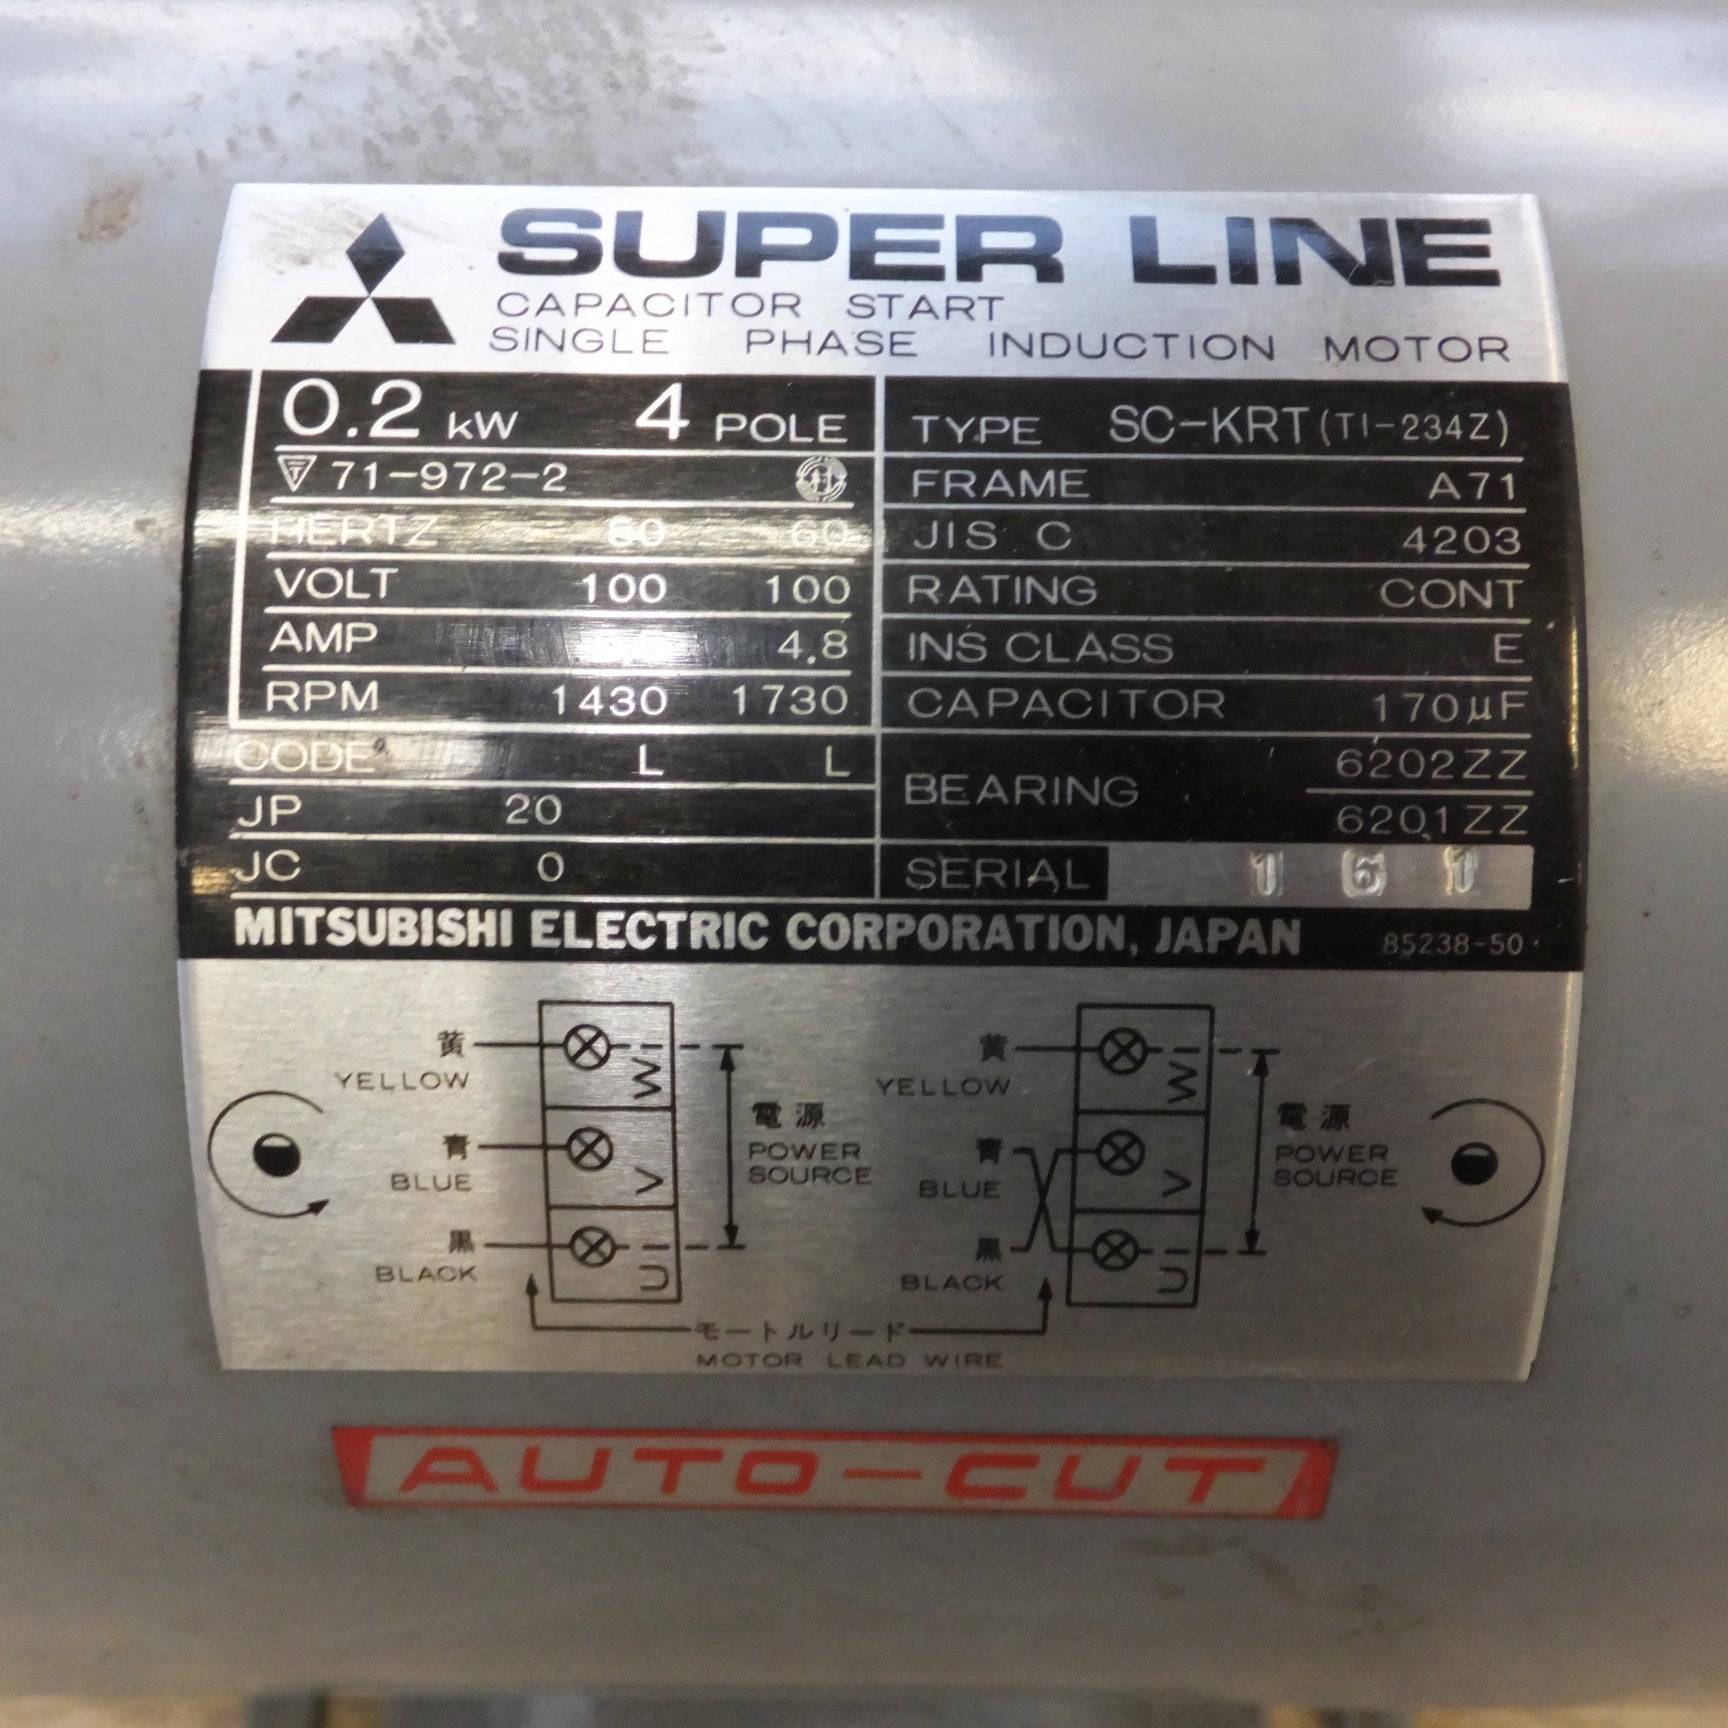 SUPER LINE
CAPACITOR START
SINGLE PHASE INDUCTION MOTOR
0.2 kW 4 POLE
71-972-2
HERTZ 50 60
VOLT 100 100
AMP 4.8
RPM 1430 1730
CODE L L
JP 20
JC 0
TYPE SC-KRT (TI-234Z)
FRAME A71
JIS C 4203
RATING CONT
INS CLASS E
CAPACITOR 170μF
BEARING 6202ZZ
6201ZZ
SERIAL 161
MITSUBISHI ELECTRIC CORPORATION, JAPAN 85238-50
黄
YELLOW
W
青
BLUE
V
黒
BLACK
U
電源
POWER
SOURCE
黄
YELLOW
W
青
BLUE
V
黒
BLACK
U
電源
POWER
SOURCE
モートルリード
MOTOR LEAD WIRE
AUTO-CUT